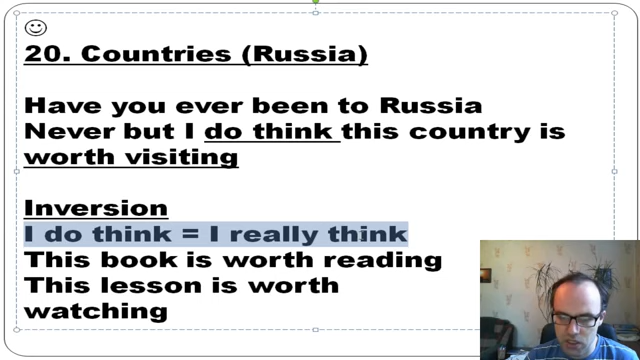 20. Countries (Russia)
Have you ever been to Russia
Never but I do think this country is
worth visiting
Inversion
I do think = I really think
This book is worth reading
This lesson is worth
watching